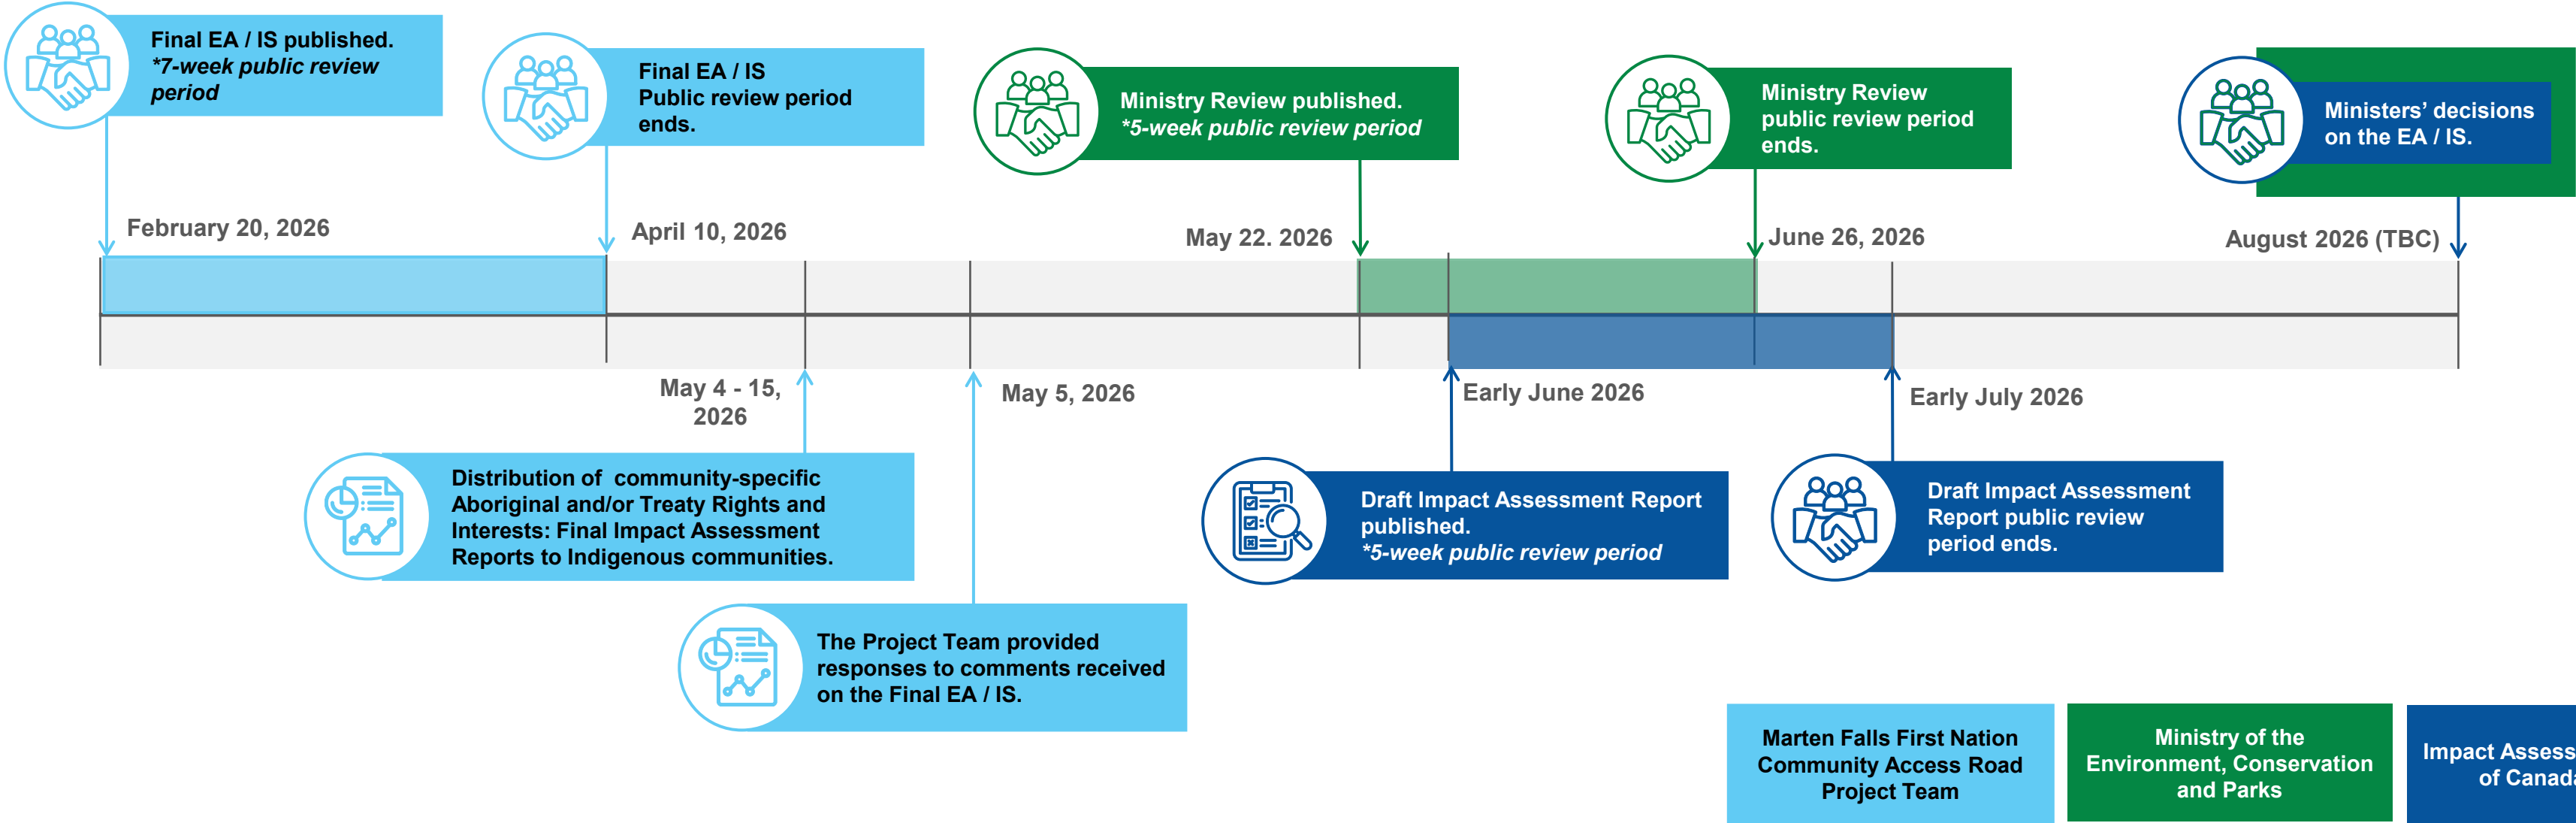 Final EA / IS published.
*7-week public review
period
Final EA / IS
Public review period
ends.
Ministry Review published.
*5-week public review period
Ministry Review
public review period
ends.
Ministers’ decisions
on the EA / IS.
February 20, 2026
April 10, 2026
May 22. 2026
June 26, 2026
August 2026 (TBC)
May 4 - 15,
2026
May 5, 2026
Early June 2026
Early July 2026
Distribution of community-specific
Aboriginal and/or Treaty Rights and
Interests: Final Impact Assessment
Reports to Indigenous communities.
Draft Impact Assessment Report
published.
*5-week public review period
Draft Impact Assessment
Report public review
period ends.
The Project Team provided
responses to comments received
on the Final EA / IS.
Marten Falls First Nation
Community Access Road
Project Team
Ministry of the
Environment, Conservation
and Parks
Impact
of